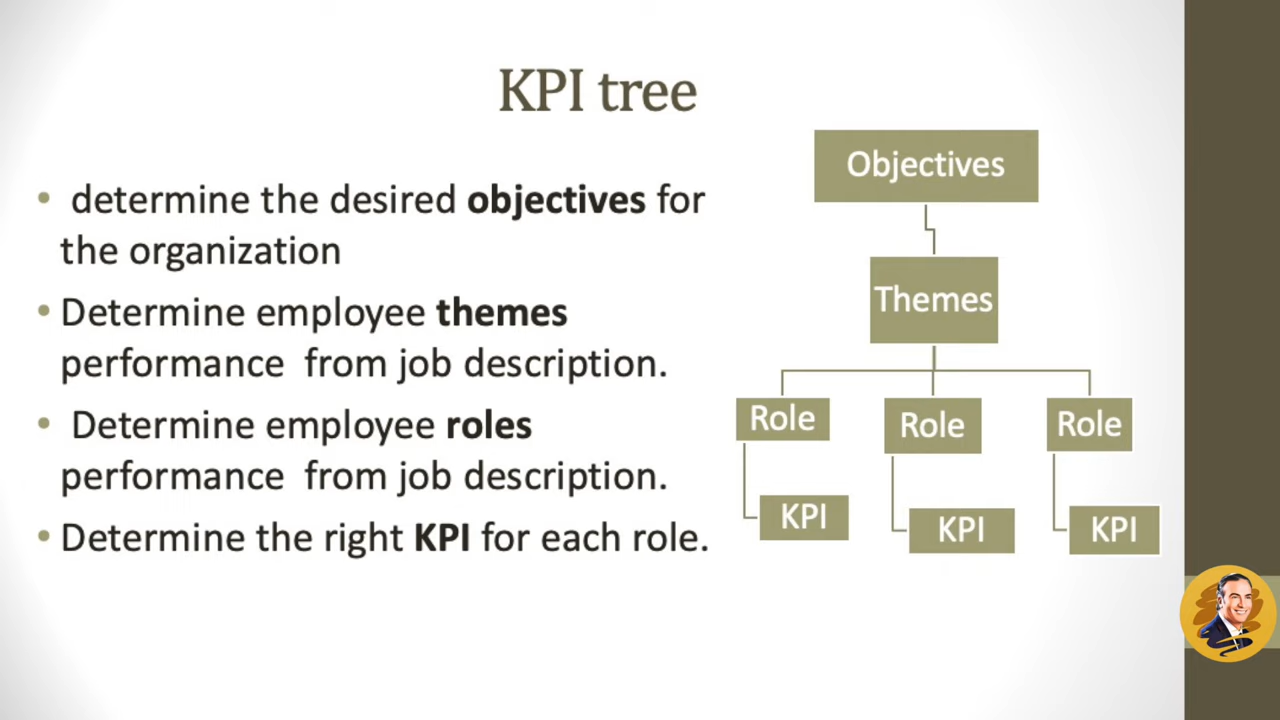 KPI tree
• determine the desired objectives for
the organization
• Determine employee themes
performance from job description.
• Determine employee roles
performance from job description.
• Determine the right KPI for each role.
Objectives
Themes
Role
Role
Role
KPI
KPI
KPI